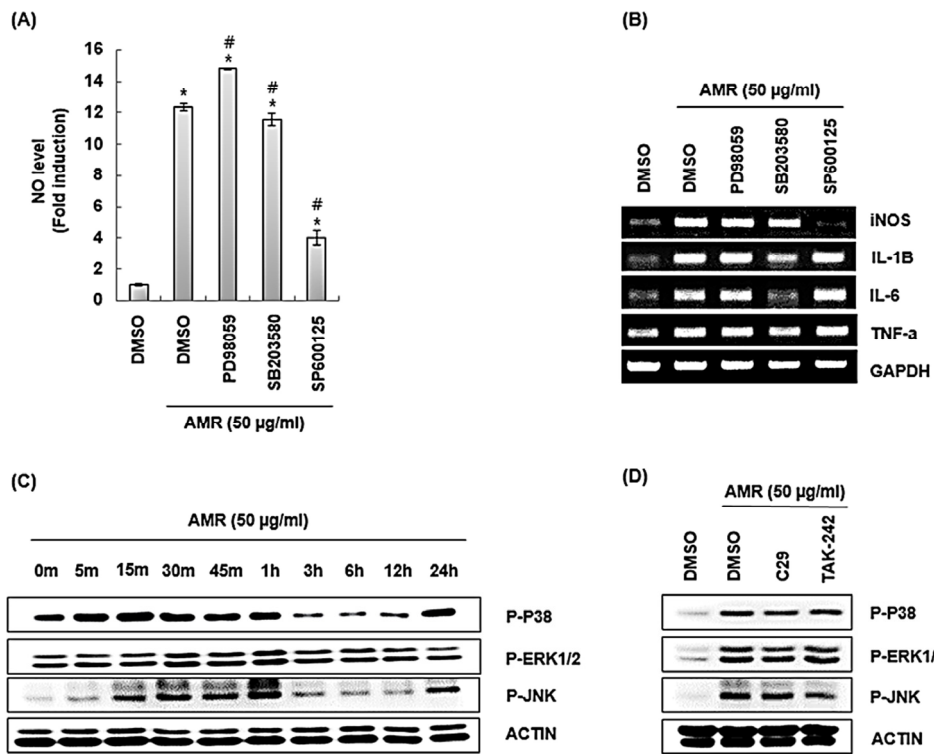 (A)
NO level
(Fold induction)
16
14
12
10
8
6
4
2
0
*
#
*
#
*
#
*
DMSO
DMSO
PD98059
SB203580
SP600125
AMR (50 µg/ml)
(B)
AMR (50 µg/ml)
DMSO
DMSO
PD98059
SB203580
SP600125
iNOS
IL-1B
IL-6
TNF-a
GAPDH
(C)
AMR (50 µg/ml)
0m 5m 15m 30m 45m 1h 3h 6h 12h 24h
P-P38
P-ERK1/2
P-JNK
ACTIN
(D)
AMR (50 µg/ml)
DMSO
DMSO
C29
TAK-242
P-P38
P-ERK1/
P-JNK
ACTIN